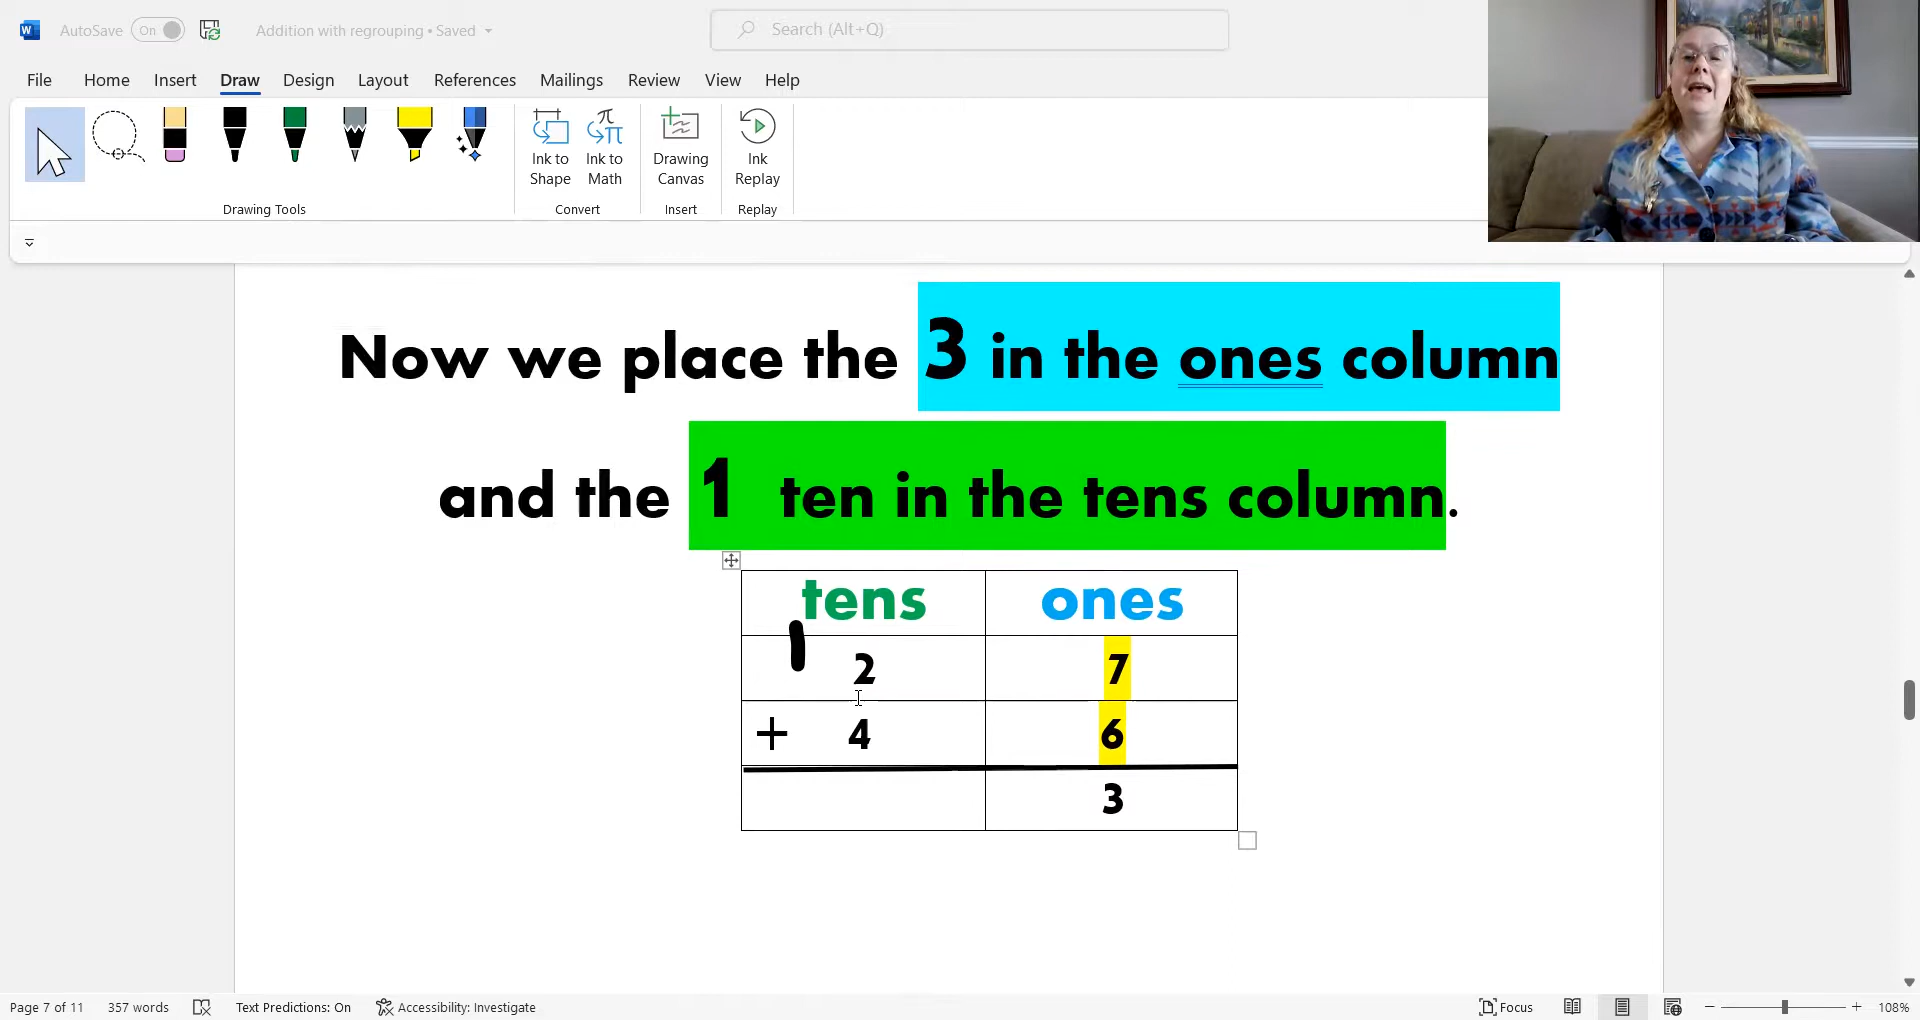 AutoSave On Addition with regrouping • Saved Search (Alt+Q)
File Home Insert Draw Design Layout References Mailings Review View Help
Ink to Shape
Ink to Math
Drawing Canvas
Ink Replay
Drawing Tools Convert Insert Replay
Now we place the 3 in the ones column
and the 1 ten in the tens column.
tens ones
1 2 7
+ 4 6
3
Page 7 of 11 357 words Text Predictions: On Accessibility: Investigate Focus 108%